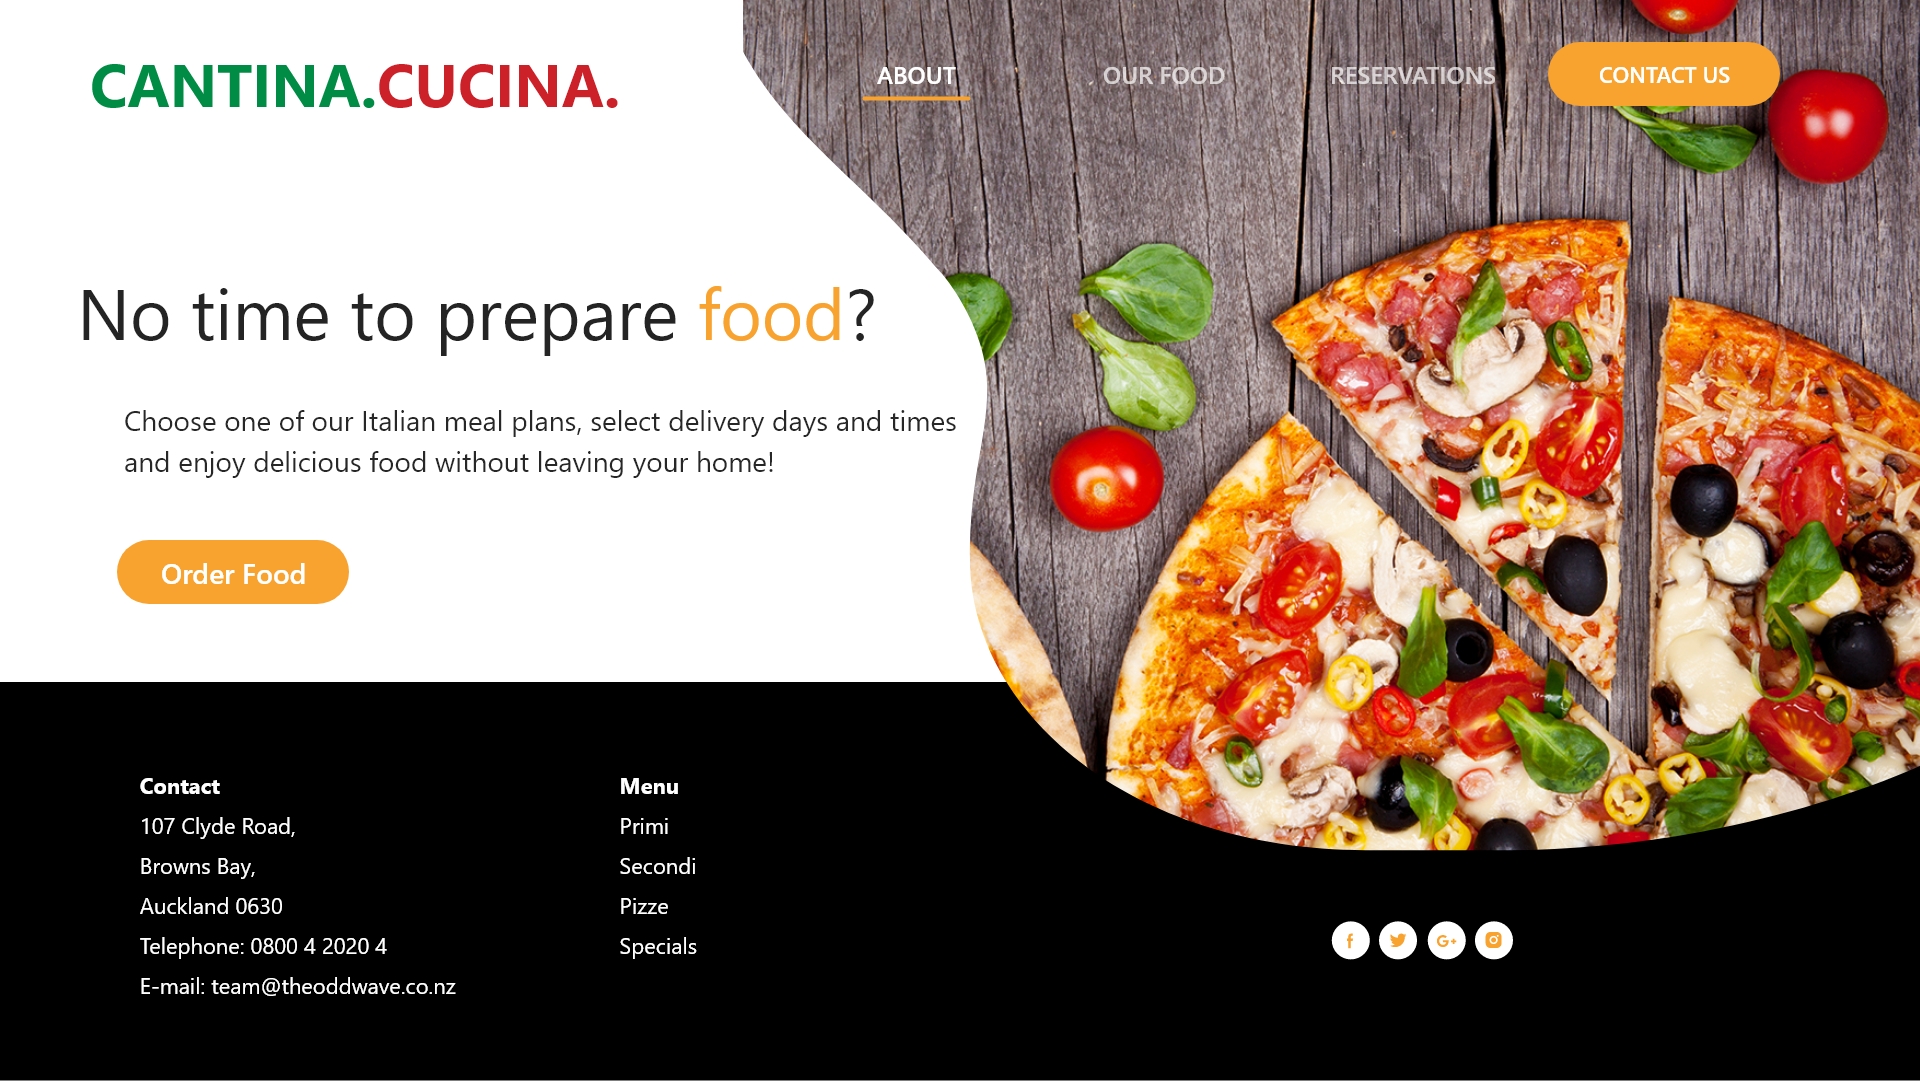 CANTINA.CUCINA.
ABOUT
OUR FOOD
RESERVATIONS
CONTACT US
No time to prepare food?
Choose one of our Italian meal plans, select delivery days and times
and enjoy delicious food without leaving your home!
Order Food
Contact
107 Clyde Road,
Browns Bay,
Auckland 0630
Telephone: 0800 4 2020 4
E-mail: team@theoddwave.co.nz
Menu
Primi
Secondi
Pizze
Specials
f
G+